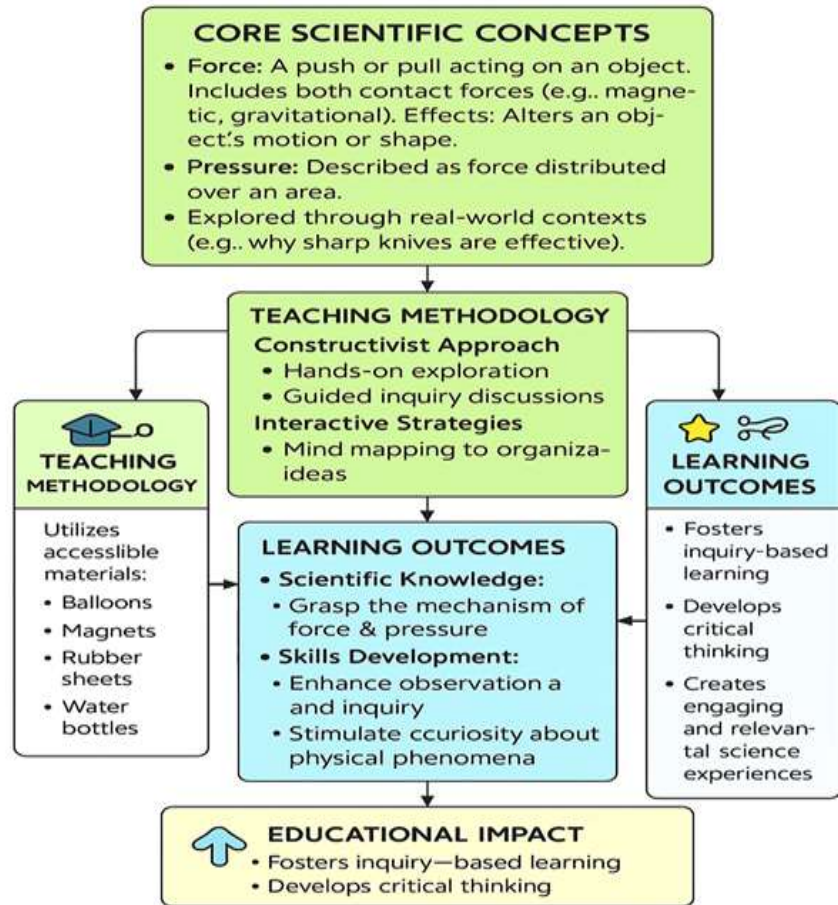 CORE SCIENTIFIC CONCEPTS
• Force: A push or pull acting on an object.
Includes both contact forces (e.g.. magne-
tic, gravitational). Effects: Alters an obj-
ject.'s motion or shape.
• Pressure: Described as force distributed
over an area.
• Explored through real-world contexts
(e.g.. why sharp knives are effective).
TEACHING METHODOLOGY
Constructivist Approach
• Hands-on exploration
• Guided inquiry discussions
Interactive Strategies
• Mind mapping to organiza-
ideas
TEACHING
METHODOLOGY
Utilizes
accesslible
materials:
• Balloons
• Magnets
• Rubber
sheets
• Water
bottles
LEARNING OUTCOMES
• Scientific Knowledge:
• Grasp the mechanism of
force & pressure
• Skills Development:
• Enhance observation a
and inquiry
• Stimulate ccuriosity about
physical phenomena
LEARNING
OUTCOMES
• Fosters
inquiry-based
learning
• Develops
critical
thinking
• Creates
engaging
and relevan-
tal science
experiences
EDUCATIONAL IMPACT
• Fosters inquiry—based learning
• Develops critical thinking